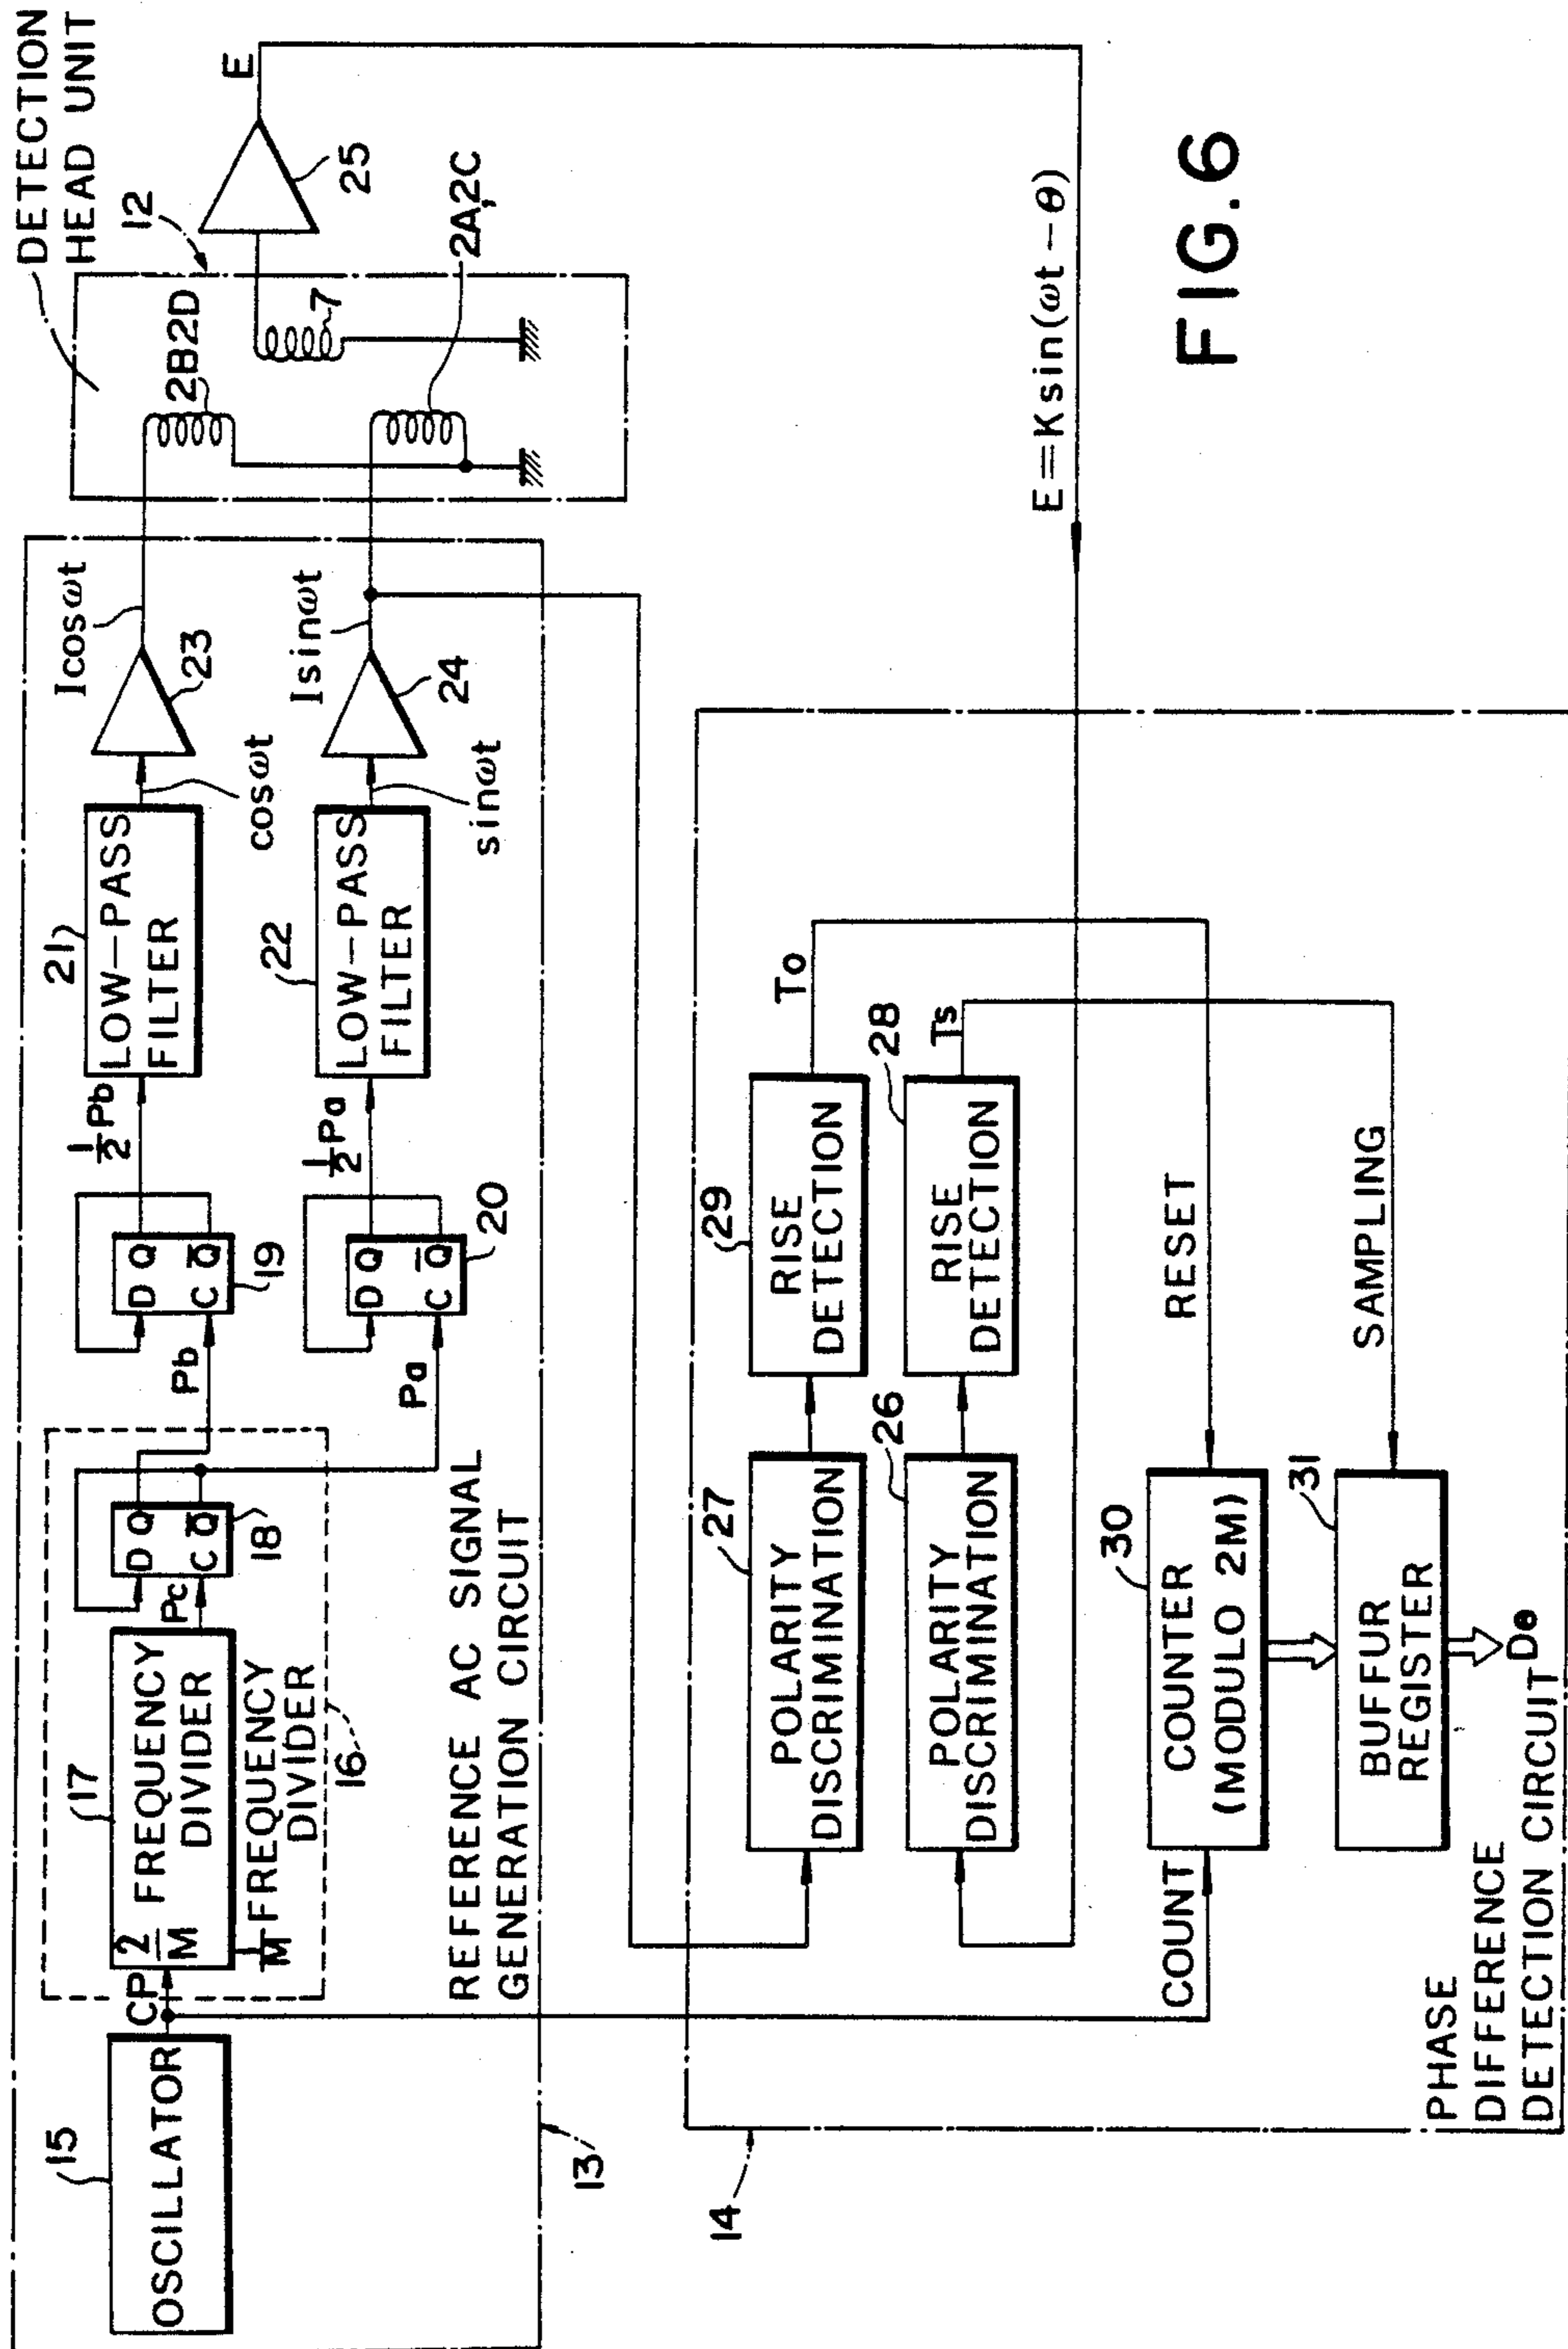 DETECTION
HEAD UNIT
12
15
OSCILLATOR
CP
17
2/M FREQUENCY
DIVIDER
1/M FREQUENCY
DIVIDER
16
Pc
D Q
C Q̅
18
Pb
Pa
D Q
C Q̅
19
D Q
C Q̅
20
½Pb
½Pa
21
LOW-PASS
FILTER
22
LOW-PASS
FILTER
cosωt
sinωt
23
24
Icosωt
Isinωt
2B2D
7
2A,2C
25
E
REFERENCE AC SIGNAL
GENERATION CIRCUIT
13
14
27
POLARITY
DISCRIMINATION
29
RISE
DETECTION
To
26
POLARITY
DISCRIMINATION
28
RISE
DETECTION
Ts
E=Ksin(ωt-θ)
COUNT
30
COUNTER
(MODULO 2M)
RESET
31
BUFFUR
REGISTER
SAMPLING
De
PHASE
DIFFERENCE
DETECTION CIRCUIT
FIG.6